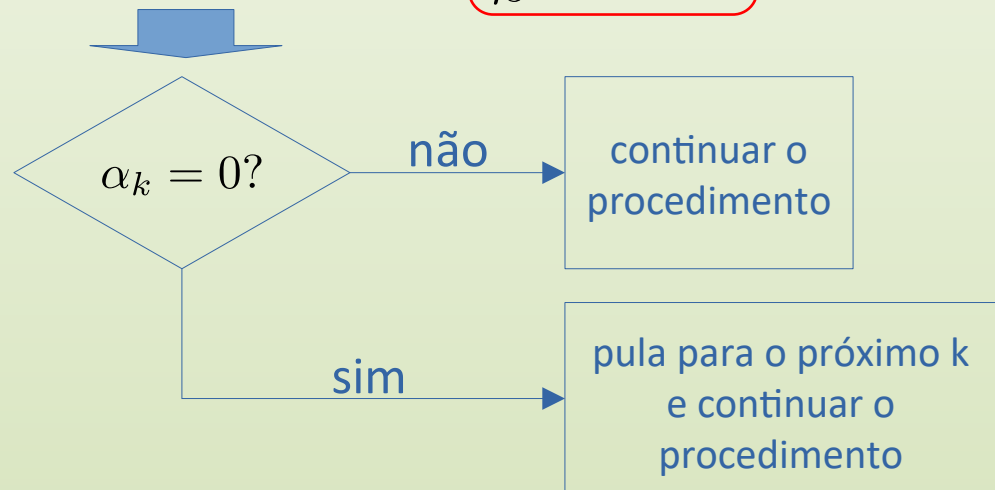 αₖ = 0?
não
continuar o
procedimento
sim
pula para o próximo k
e continuar o
procedimento